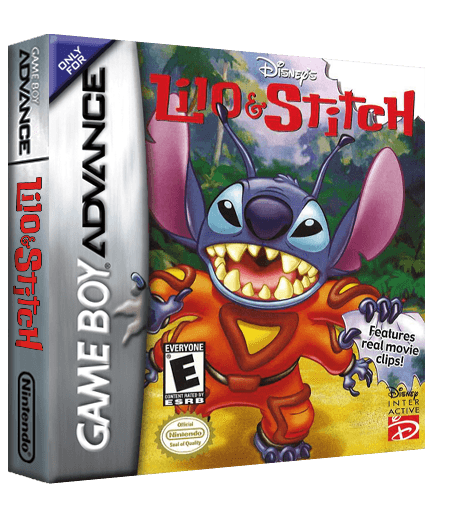 GAME BOY
ADVANCE
Lilo & Stitch
Nintendo
ONLY
FOR
GAME BOY ADVANCE
Disney's
Lilo & Stitch
Features
real movie
clips!
EVERYONE
E
CONTENT RATED BY
ESRB
Official
Nintendo
Seal of Quality
Disney
INTER
ACTIVE
D